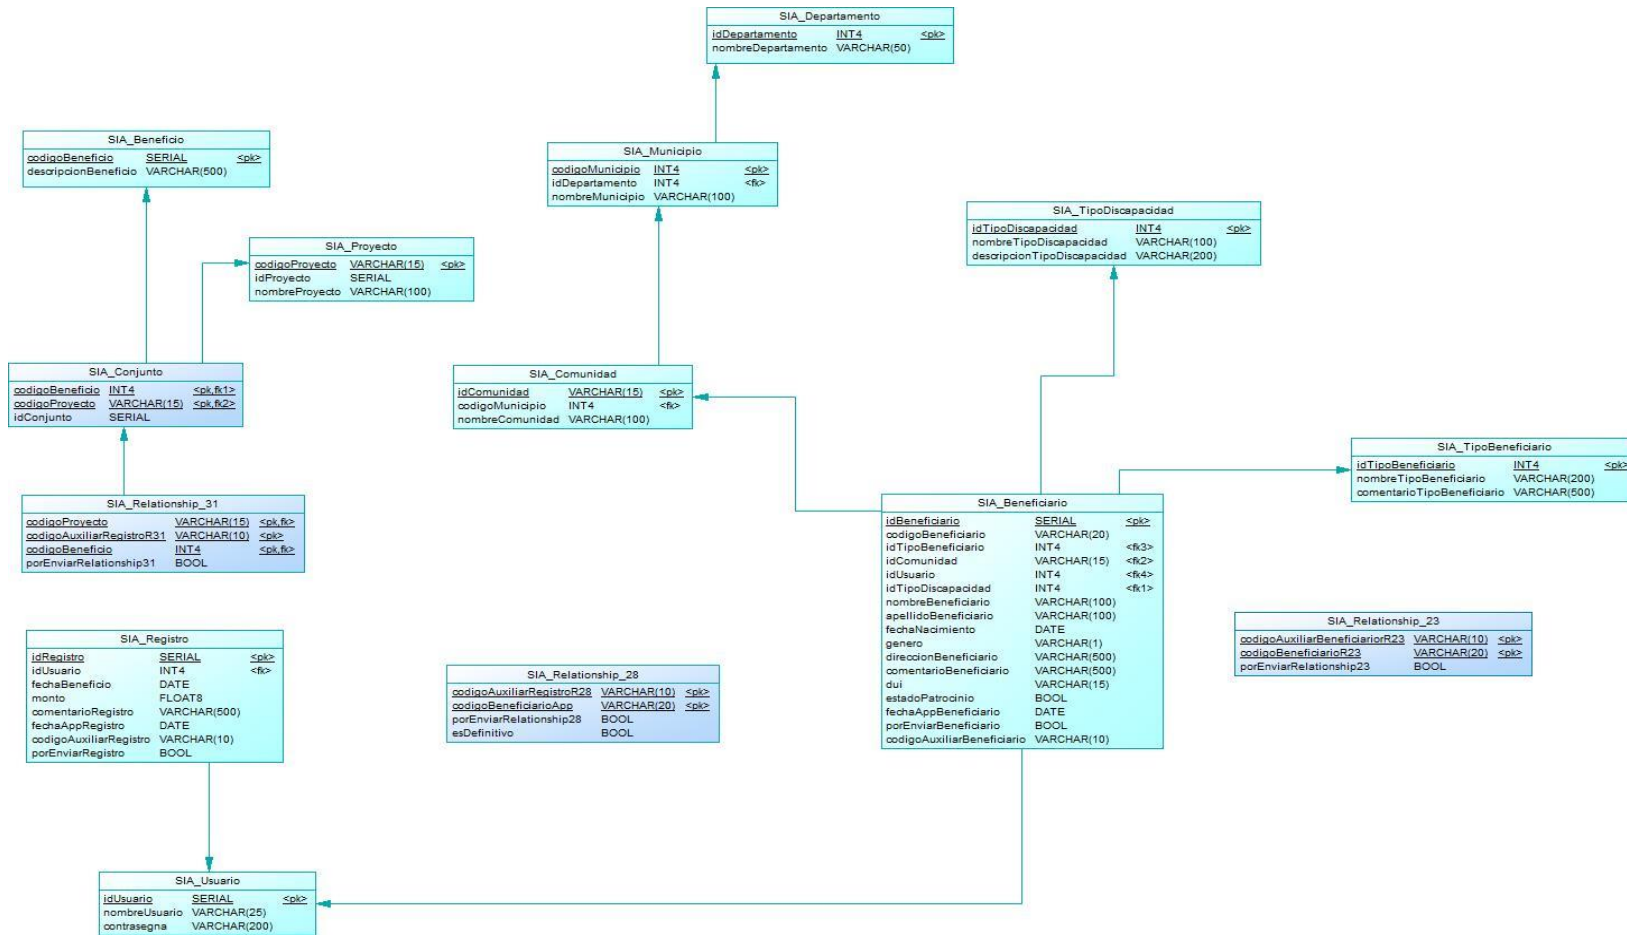 SIA_Departamento
idDepartamento INT4 <pk>
nombreDepartamento VARCHAR(50)
SIA_Beneficio
codigoBeneficio SERIAL <pk>
descripcionBeneficio VARCHAR(500)
SIA_Municipio
codigoMunicipio INT4 <pk>
idDepartamento INT4 <fk>
nombreMunicipio VARCHAR(100)
SIA_TipoDiscapacidad
idTipoDiscapacidad INT4 <pk>
nombreTipoDiscapacidad VARCHAR(100)
descripcionTipoDiscapacidad VARCHAR(200)
SIA_Proyecto
codigoProyecto VARCHAR(15) <pk>
idProyecto SERIAL
nombreProyecto VARCHAR(100)
SIA_Conjunto
codigoBeneficio INT4 <pk,fk1>
codigoProyecto VARCHAR(15) <pk,fk2>
idConjunto SERIAL
SIA_Comunidad
idComunidad VARCHAR(15) <pk>
codigoMunicipio INT4 <fk>
nombreComunidad VARCHAR(100)
SIA_TipoBeneficiario
idTipoBeneficiario INT4 <pk>
nombreTipoBeneficiario VARCHAR(200)
comentarioTipoBeneficiario VARCHAR(500)
SIA_Relationship_31
codigoProyecto VARCHAR(15) <pk,fk>
codigoAuxiliarRegistroR31 VARCHAR(10) <pk>
codigoBeneficio INT4 <pk,fk>
porEnviarRelationship31 BOOL
SIA_Beneficiario
idBeneficiario SERIAL <pk>
codigoBeneficiario VARCHAR(20)
idTipoBeneficiario INT4 <fk3>
idComunidad VARCHAR(15) <fk2>
idUsuario INT4 <fk4>
idTipoDiscapacidad INT4 <fk1>
nombreBeneficiario VARCHAR(100)
apellidoBeneficiario VARCHAR(100)
fechaNacimiento DATE
genero VARCHAR(1)
direccionBeneficiario VARCHAR(500)
comentarioBeneficiario VARCHAR(500)
dui VARCHAR(15)
estadoPatrocinio BOOL
fechaAppBeneficiario DATE
porEnviarBeneficiario BOOL
codigoAuxiliarBeneficiario VARCHAR(10)
SIA_Relationship_23
codigoAuxiliarBeneficiariorR23 VARCHAR(10) <pk>
codigoBeneficiarioR23 VARCHAR(20) <pk>
porEnviarRelationship23 BOOL
SIA_Registro
idRegistro SERIAL <pk>
idUsuario INT4 <fk>
fechaBeneficio DATE
monto FLOAT8
comentarioRegistro VARCHAR(500)
fechaAppRegistro DATE
codigoAuxiliarRegistro VARCHAR(10)
porEnviarRegistro BOOL
SIA_Relationship_28
codigoAuxiliarRegistroR28 VARCHAR(10) <pk>
codigoBeneficiarioApp VARCHAR(20) <pk>
porEnviarRelationship28 BOOL
esDefinitivo BOOL
SIA_Usuario
idUsuario SERIAL <pk>
nombreUsuario VARCHAR(25)
contrasegna VARCHAR(200)